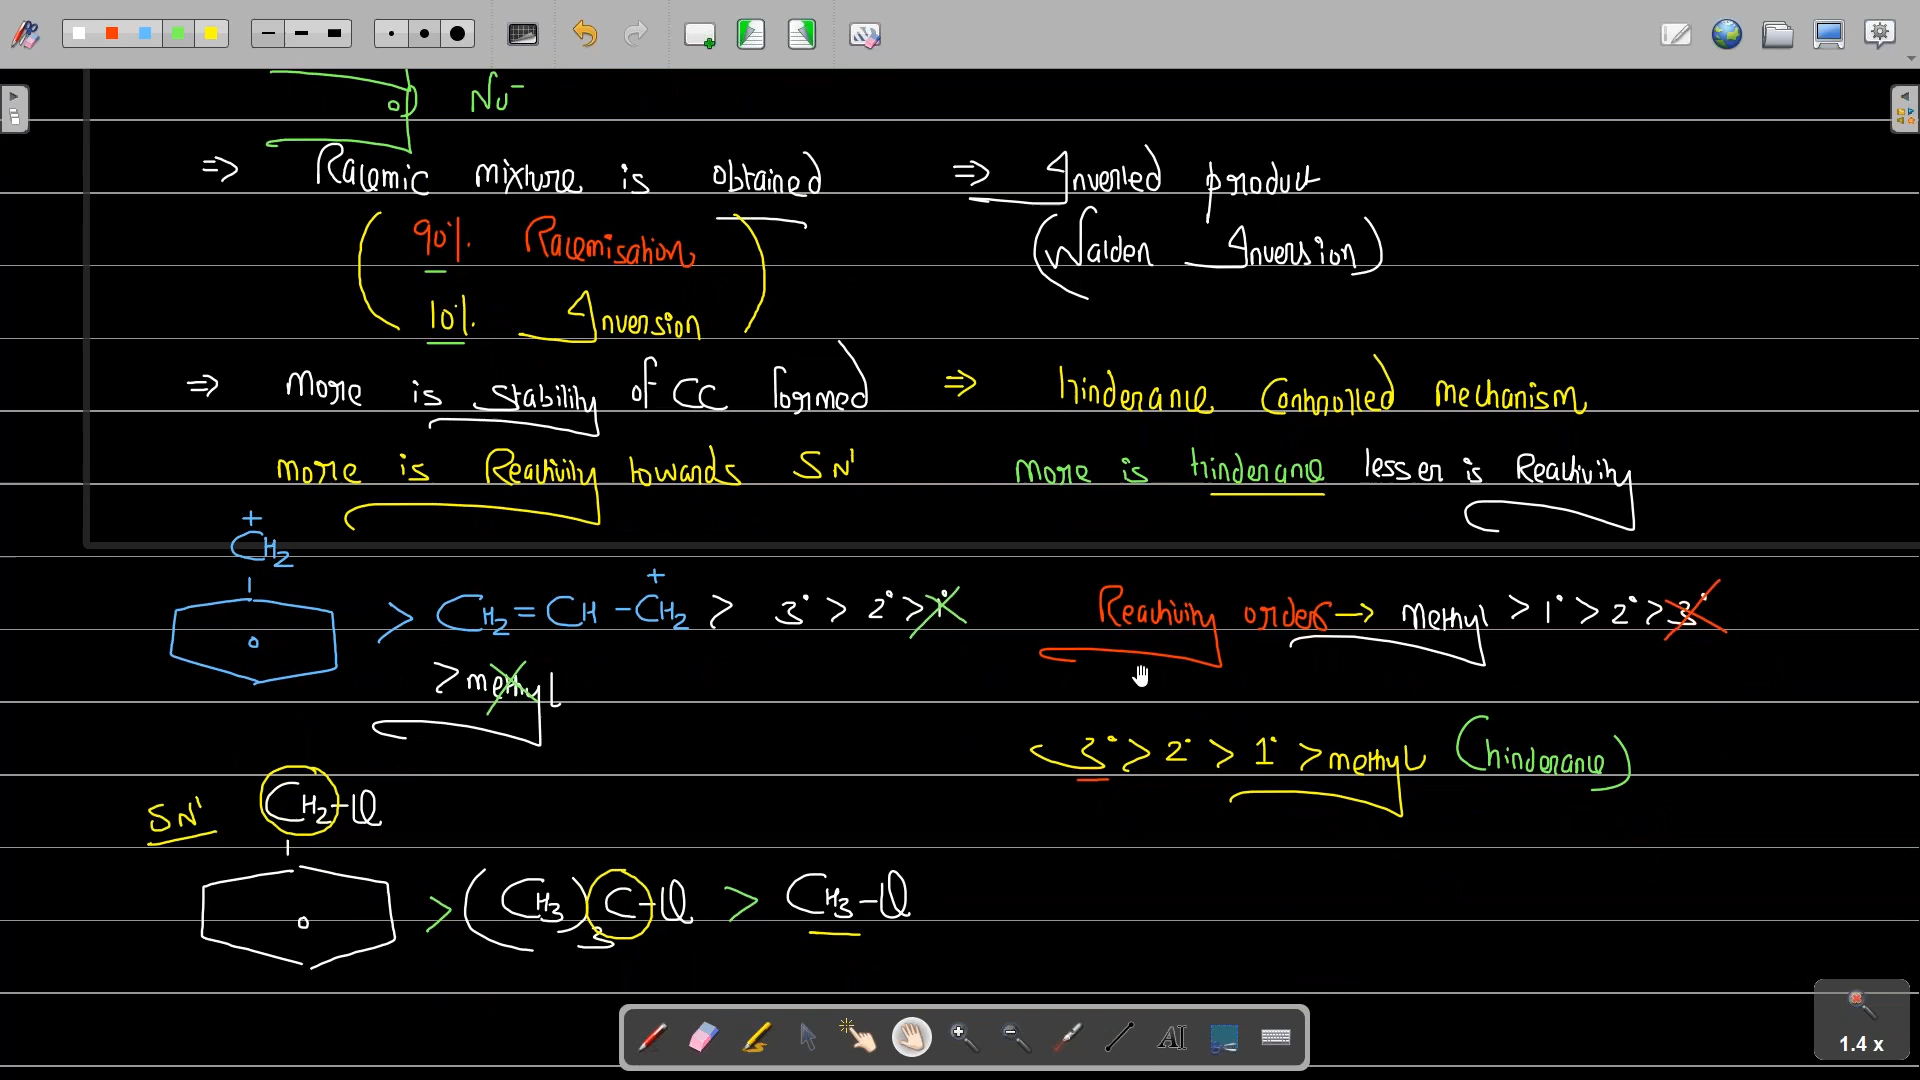 Nu⁻
⇒ Racemic mixture is obtained
(90% Racemisation
10% Inversion)
⇒ Inverted product
(Walden Inversion)
⇒ more is stability of CC formed
more is Reactivity towards SN¹
⇒ hinderance Controlled mechanism
more is hinderance lesser is Reactivity
+
CH₂
> CH₂=CH-CH₂⁺ > 3° > 2° > 1°
> methyl
Reactivity orders → methyl > 1° > 2° > 3°
3° > 2° > 1° > methyl (hinderance)
SN¹ CH₂-Cl
> (CH₃)₃C-Cl > CH₃-Cl
1.4 x